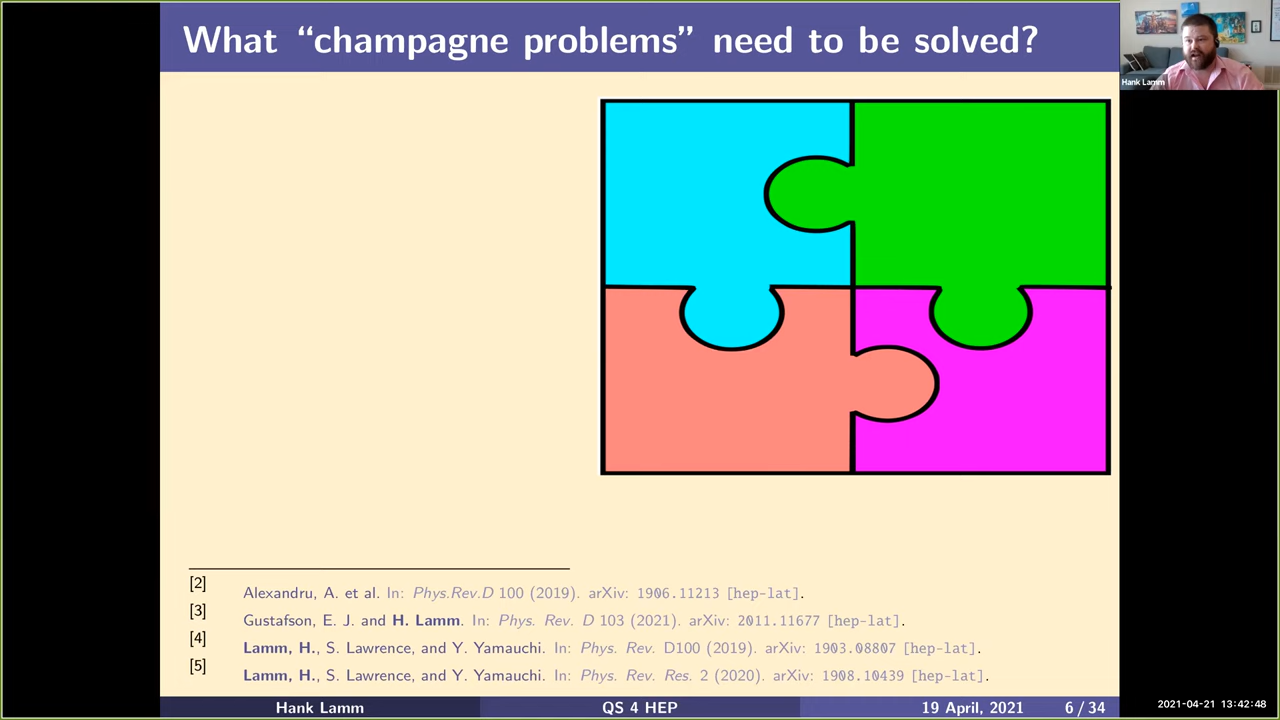 What “champagne problems” need to be solved?
Hank Lamm
[2] Alexandru, A. et al. In: Phys.Rev.D 100 (2019). arXiv: 1906.11213 [hep-lat].
[3] Gustafson, E. J. and H. Lamm. In: Phys. Rev. D 103 (2021). arXiv: 2011.11677 [hep-lat].
[4] Lamm, H., S. Lawrence, and Y. Yamauchi. In: Phys. Rev. D100 (2019). arXiv: 1903.08807 [hep-lat].
[5] Lamm, H., S. Lawrence, and Y. Yamauchi. In: Phys. Rev. Res. 2 (2020). arXiv: 1908.10439 [hep-lat].
Hank Lamm QS 4 HEP 19 April, 2021 6 / 34
2021-04-21 13:42:48